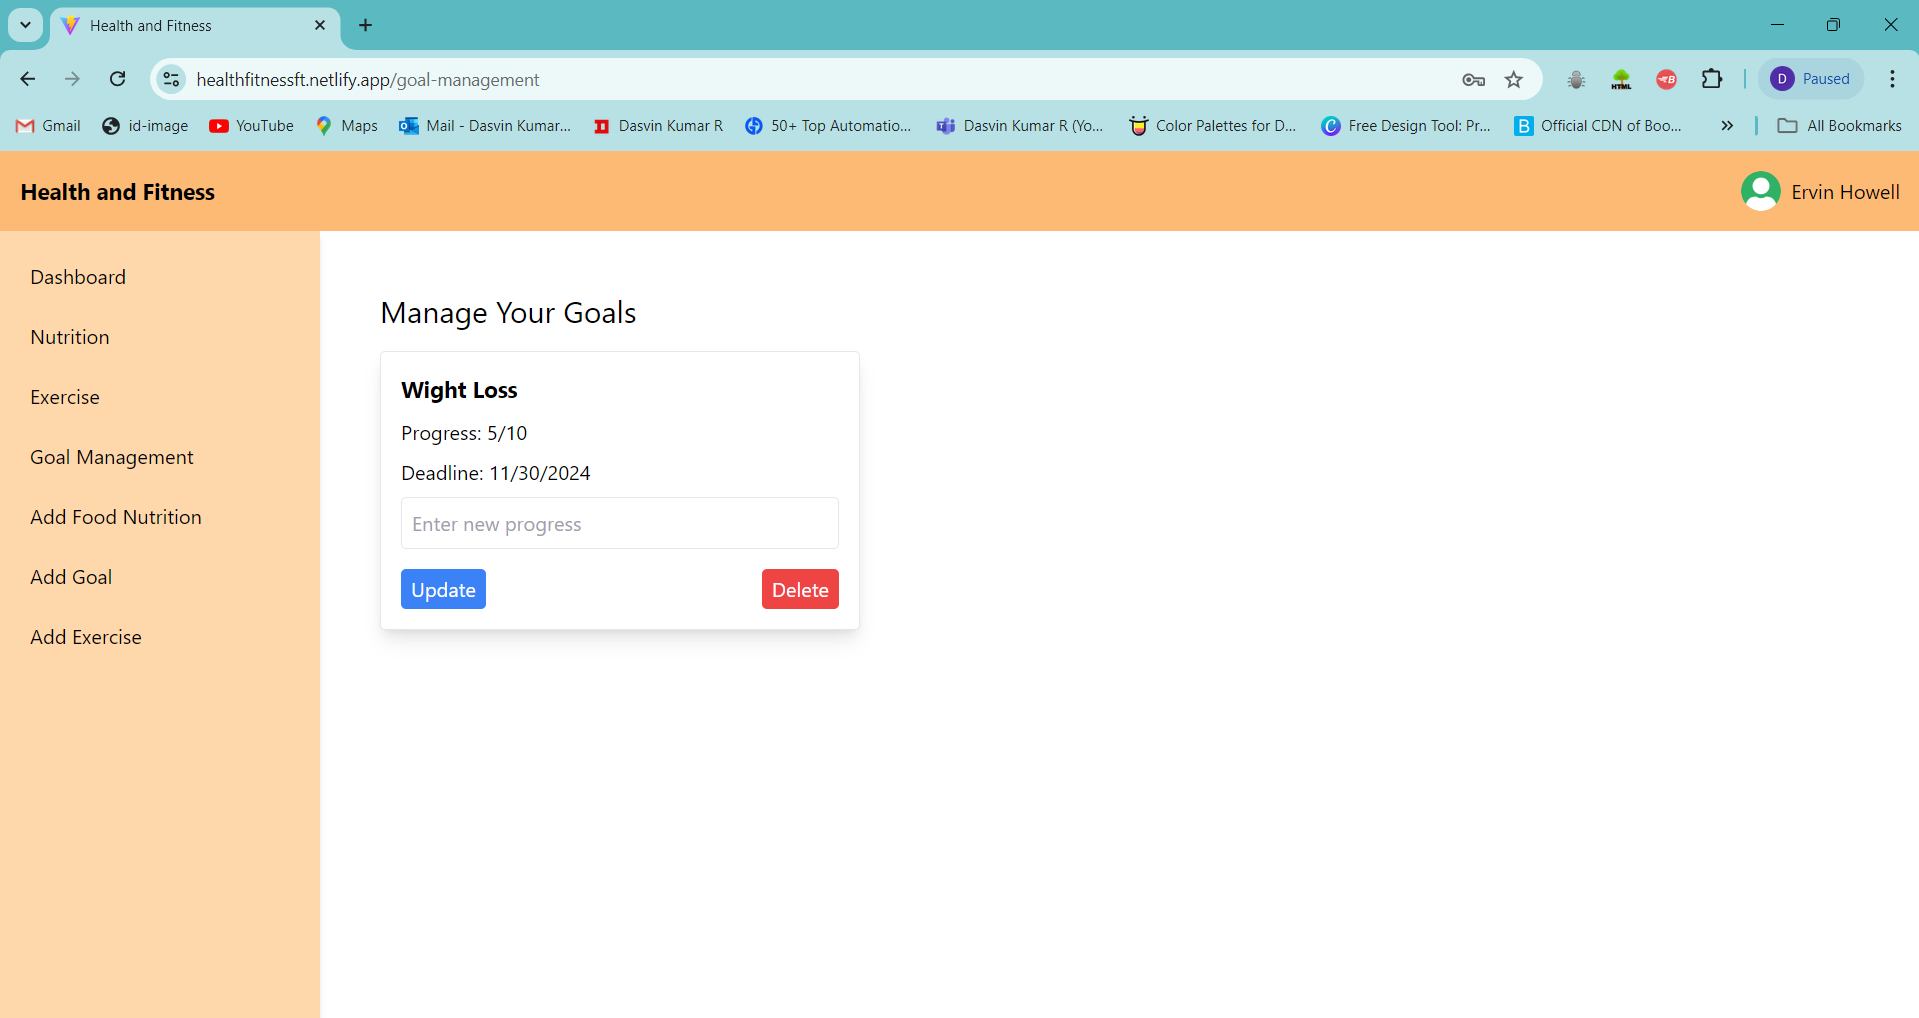 Health and Fitness
healthfitnessft.netlify.app/goal-management
D Paused
Gmail id-image YouTube Maps Mail - Dasvin Kumar... Dasvin Kumar R 50+ Top Automatio... Dasvin Kumar R (Yo... Color Palettes for D... Free Design Tool: Pr... Official CDN of Boo... All Bookmarks
Health and Fitness
Ervin Howell
Dashboard
Nutrition
Exercise
Goal Management
Add Food Nutrition
Add Goal
Add Exercise
Manage Your Goals
Wight Loss
Progress: 5/10
Deadline: 11/30/2024
Enter new progress
Update Delete